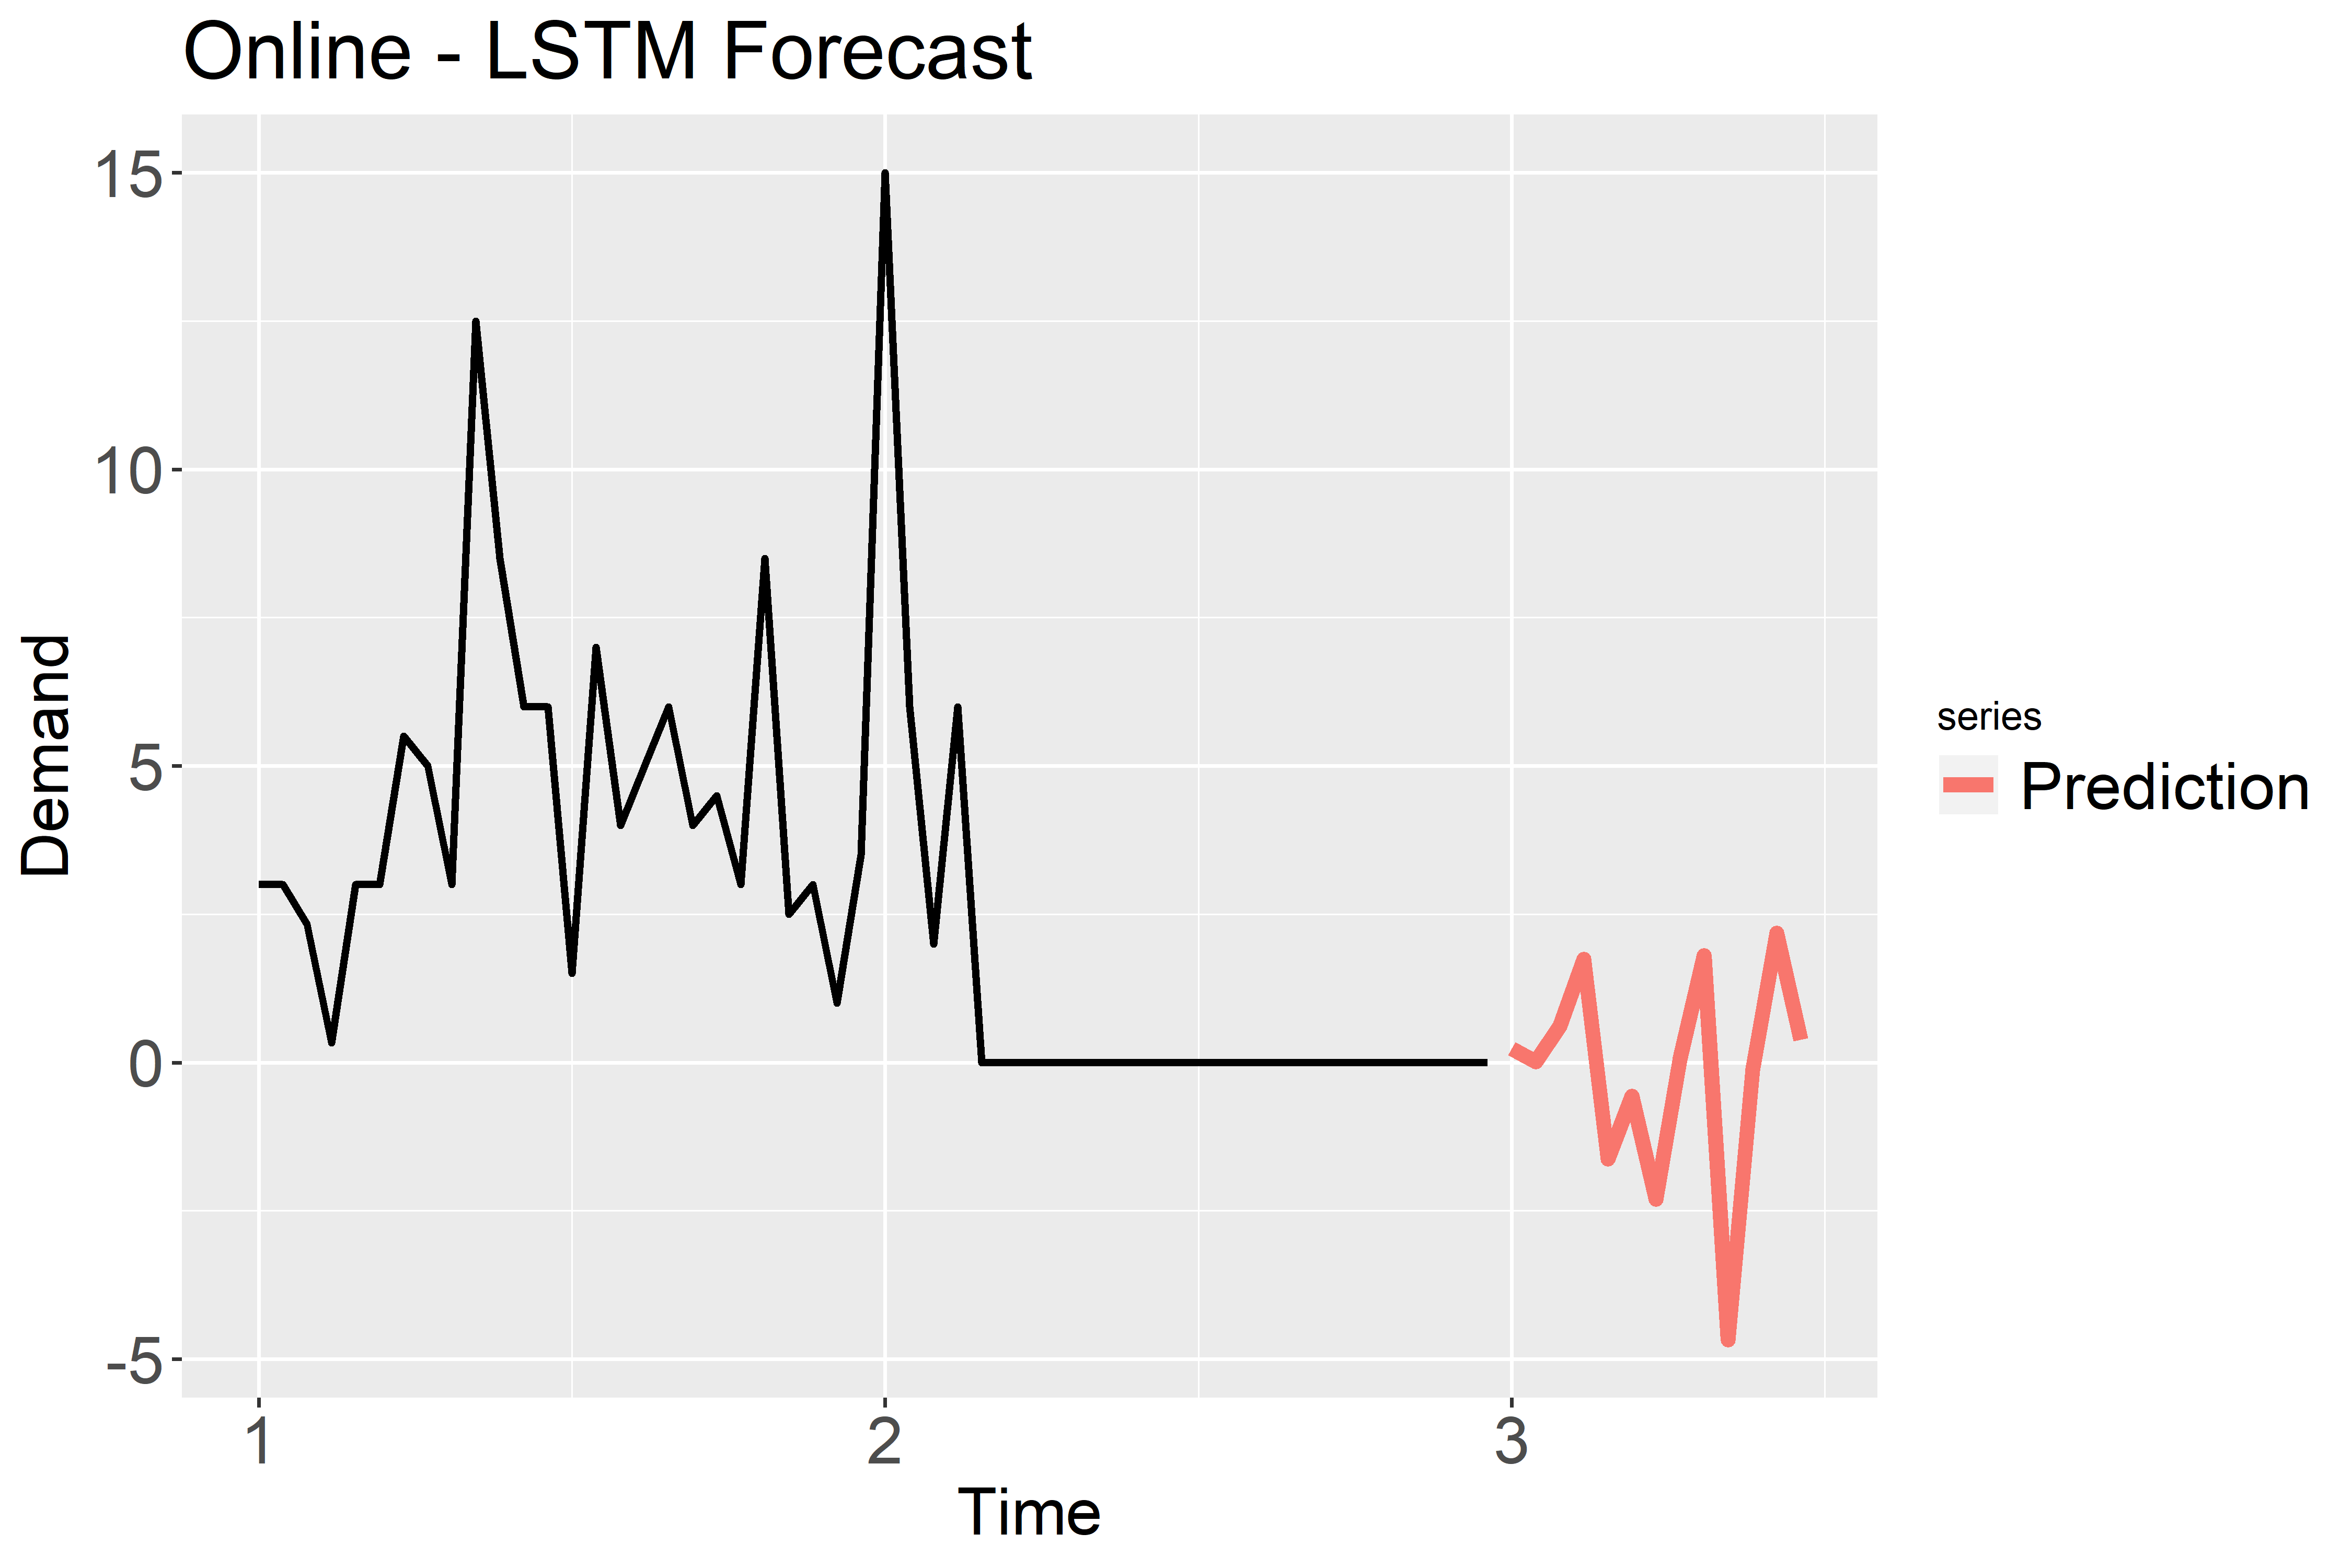 Online - LSTM Forecast
Demand
15
10
5
0
-5
1
2
3
Time
series
Prediction